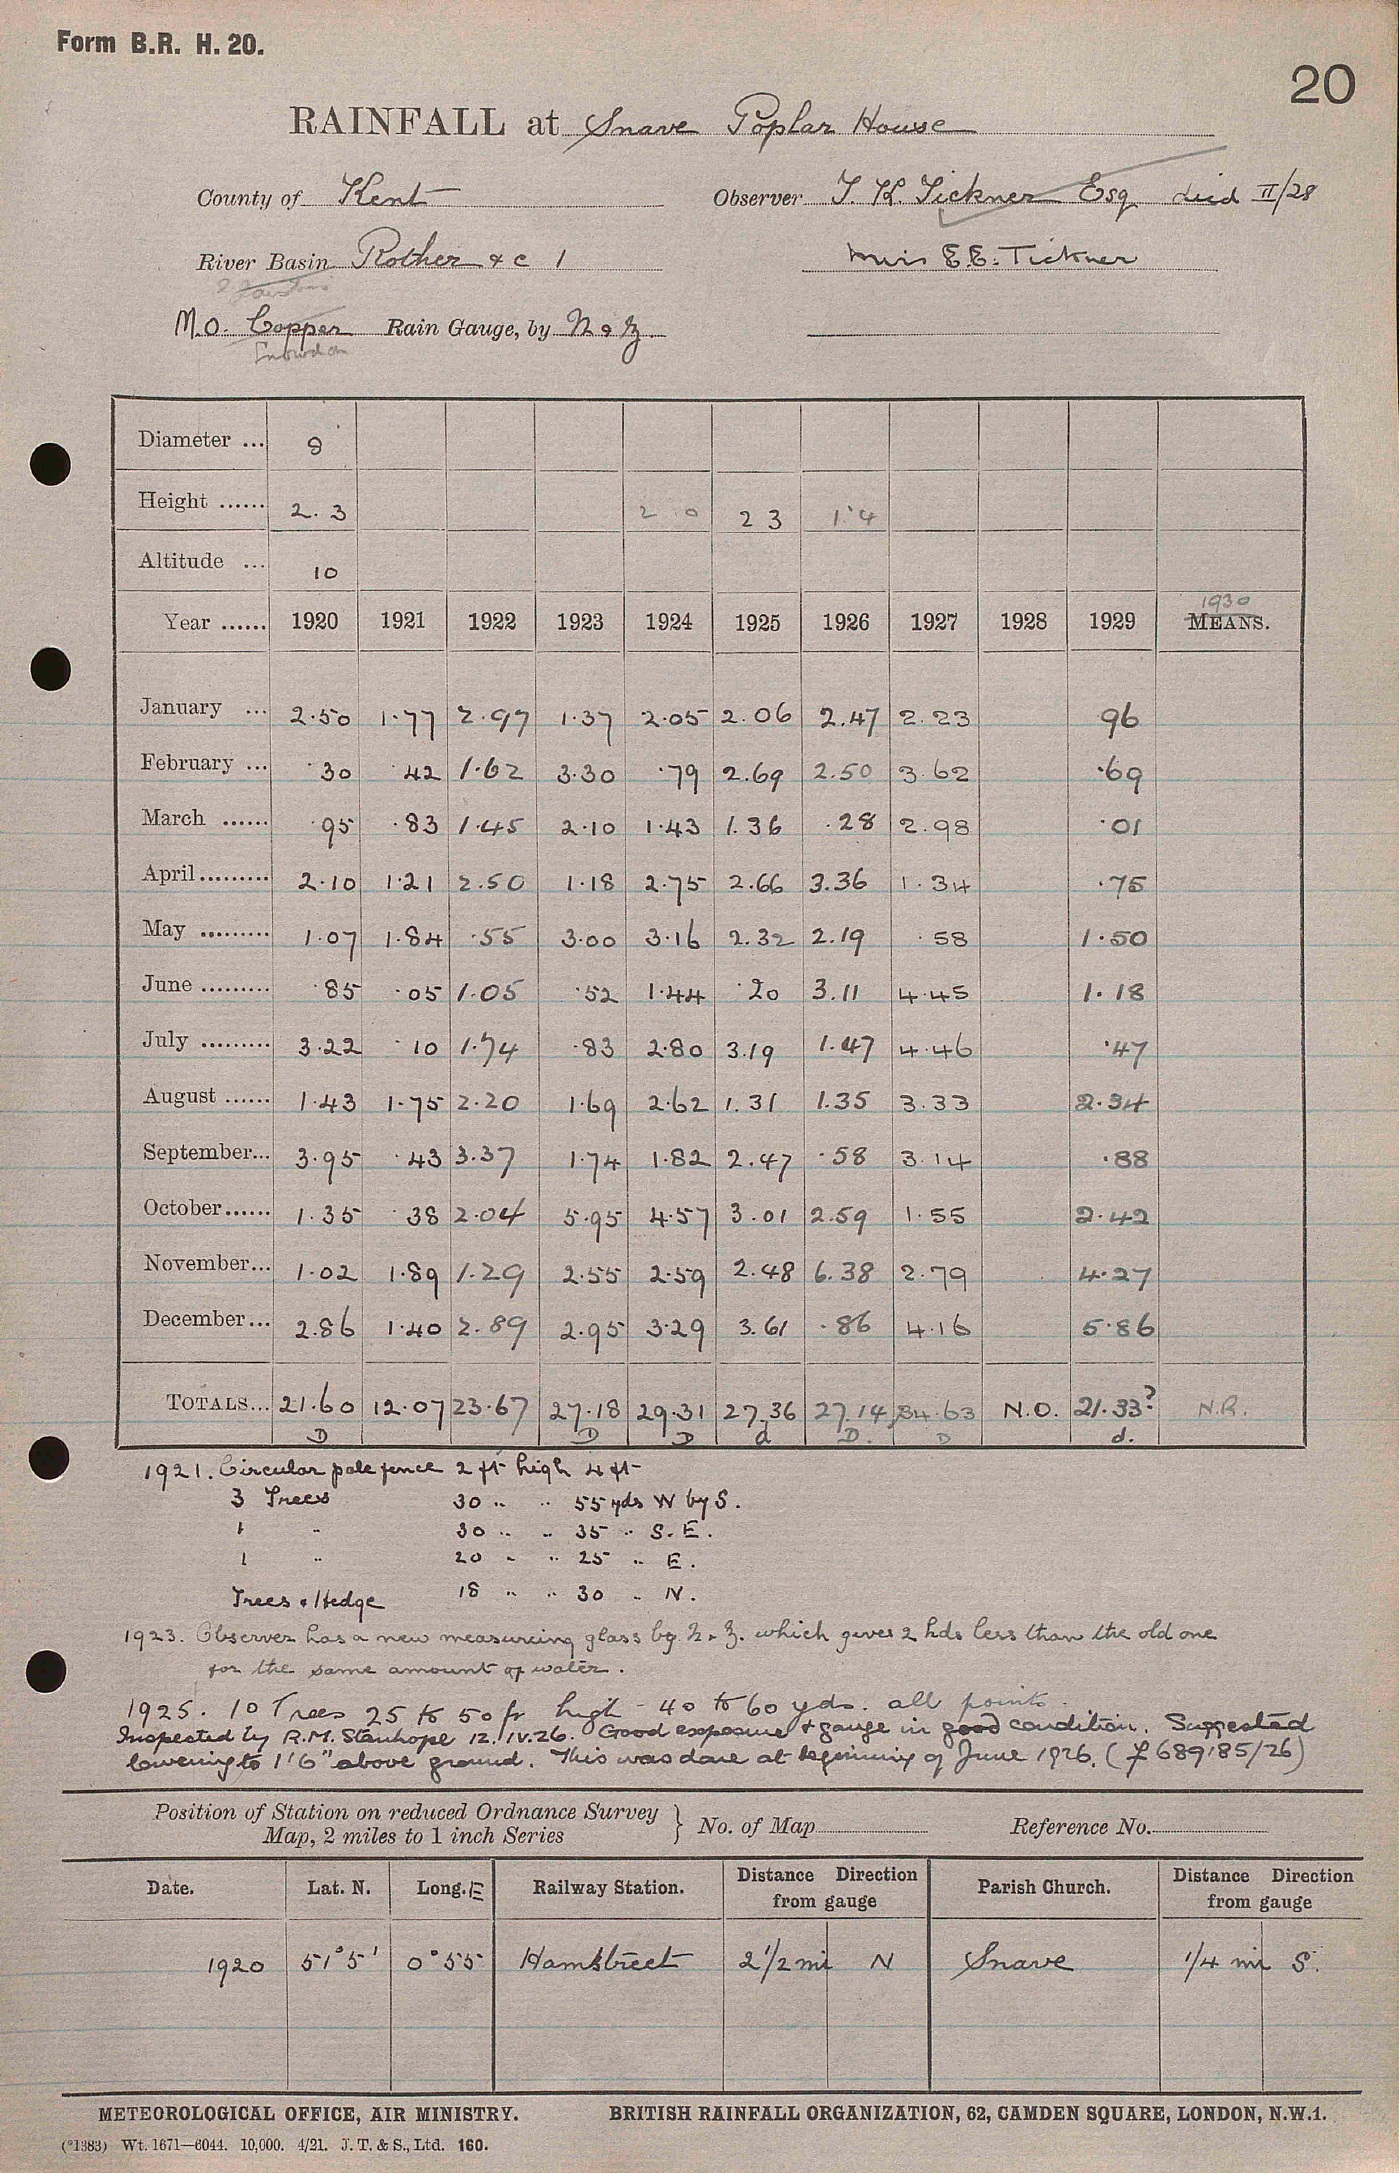 Form B.R. H. 20.
20
RAINFALL at Snave Poplar House
County of Kent Observer T. K. Tickner Esq died II/28
River Basin Rother & c 1 Miss E.E. Tickner
M.O. Copper Rain Gauge, by N & Z.
Snowdon
Diameter ... 8
Height ...... 2.3 2 0 2 3 1'4
Altitude ... 10
1930
Year ...... 1920 1921 1922 1923 1924 1925 1926 1927 1928 1929 MEANS.
January ... 2.50 1.77 2.97 1.37 2.05 2.06 2.47 2.23 96
February ... .30 .42 1.62 3.30 .79 2.69 2.50 3.62 .69
March ...... .95 .83 1.45 2.10 1.43 1.36 .28 2.98 .01
April......... 2.10 1.21 2.50 1.18 2.75 2.66 3.36 1.34 .75
May ......... 1.07 1.84 .55 3.00 3.16 2.32 2.19 .58 1.50
June ......... .85 .05 1.05 .52 1.44 .20 3.11 4.45 1.18
July ......... 3.22 .10 1.74 .83 2.80 3.19 1.47 4.46 .47
August ...... 1.43 1.75 2.20 1.69 2.62 1.31 1.35 3.33 2.34
September... 3.95 .43 3.37 1.74 1.82 2.47 .58 3.14 .88
October...... 1.35 .38 2.04 5.95 4.57 3.01 2.59 1.55 2.42
November... 1.02 1.89 1.29 2.55 2.59 2.48 6.38 2.79 4.27
December... 2.86 1.40 2.89 2.95 3.29 3.61 .86 4.16 5.86
TOTALS... 21.60 12.07 23.67 27.18 29.31 27.36 27.14 34.63 N.O. 21.33? N.R.
D D D d D. D d.
1921. Circular pale fence 2 ft high 4 ft
3 Trees 30 " " 55 yds W by S.
1 " 30 " " 35 " S.E.
1 " 20 " " 25 " E.
Trees & Hedge 18 " " 30 " N.
1923. Observer has a new measuring glass by N. & Z. which gives 2 hds less than the old one
for the same amount of water.
1925. 10 Trees 25 to 50 ft high - 40 to 60 yds. all points.
Inspected by R.M. Stanhope 12.IV.26. Good exposure & gauge in good condition. Suggested
lowering to 1'6" above ground. This was done at beginning of June 1926. (f 689185/26)
Position of Station on reduced Ordnance Survey
Map, 2 miles to 1 inch Series } No. of Map Reference No.
Date. Lat. N. Long. E Railway Station. Distance Direction from gauge Parish Church. Distance Direction from gauge
1920 51°5' 0°55 Hamstreet 2 1/2 mi N Snave 1/4 mi S.
METEOROLOGICAL OFFICE, AIR MINISTRY. BRITISH RAINFALL ORGANIZATION, 62, CAMDEN SQUARE, LONDON, N.W.1.
(*1383) Wt. 1671—6044. 10,000. 4/21. J. T. & S., Ltd. 160.